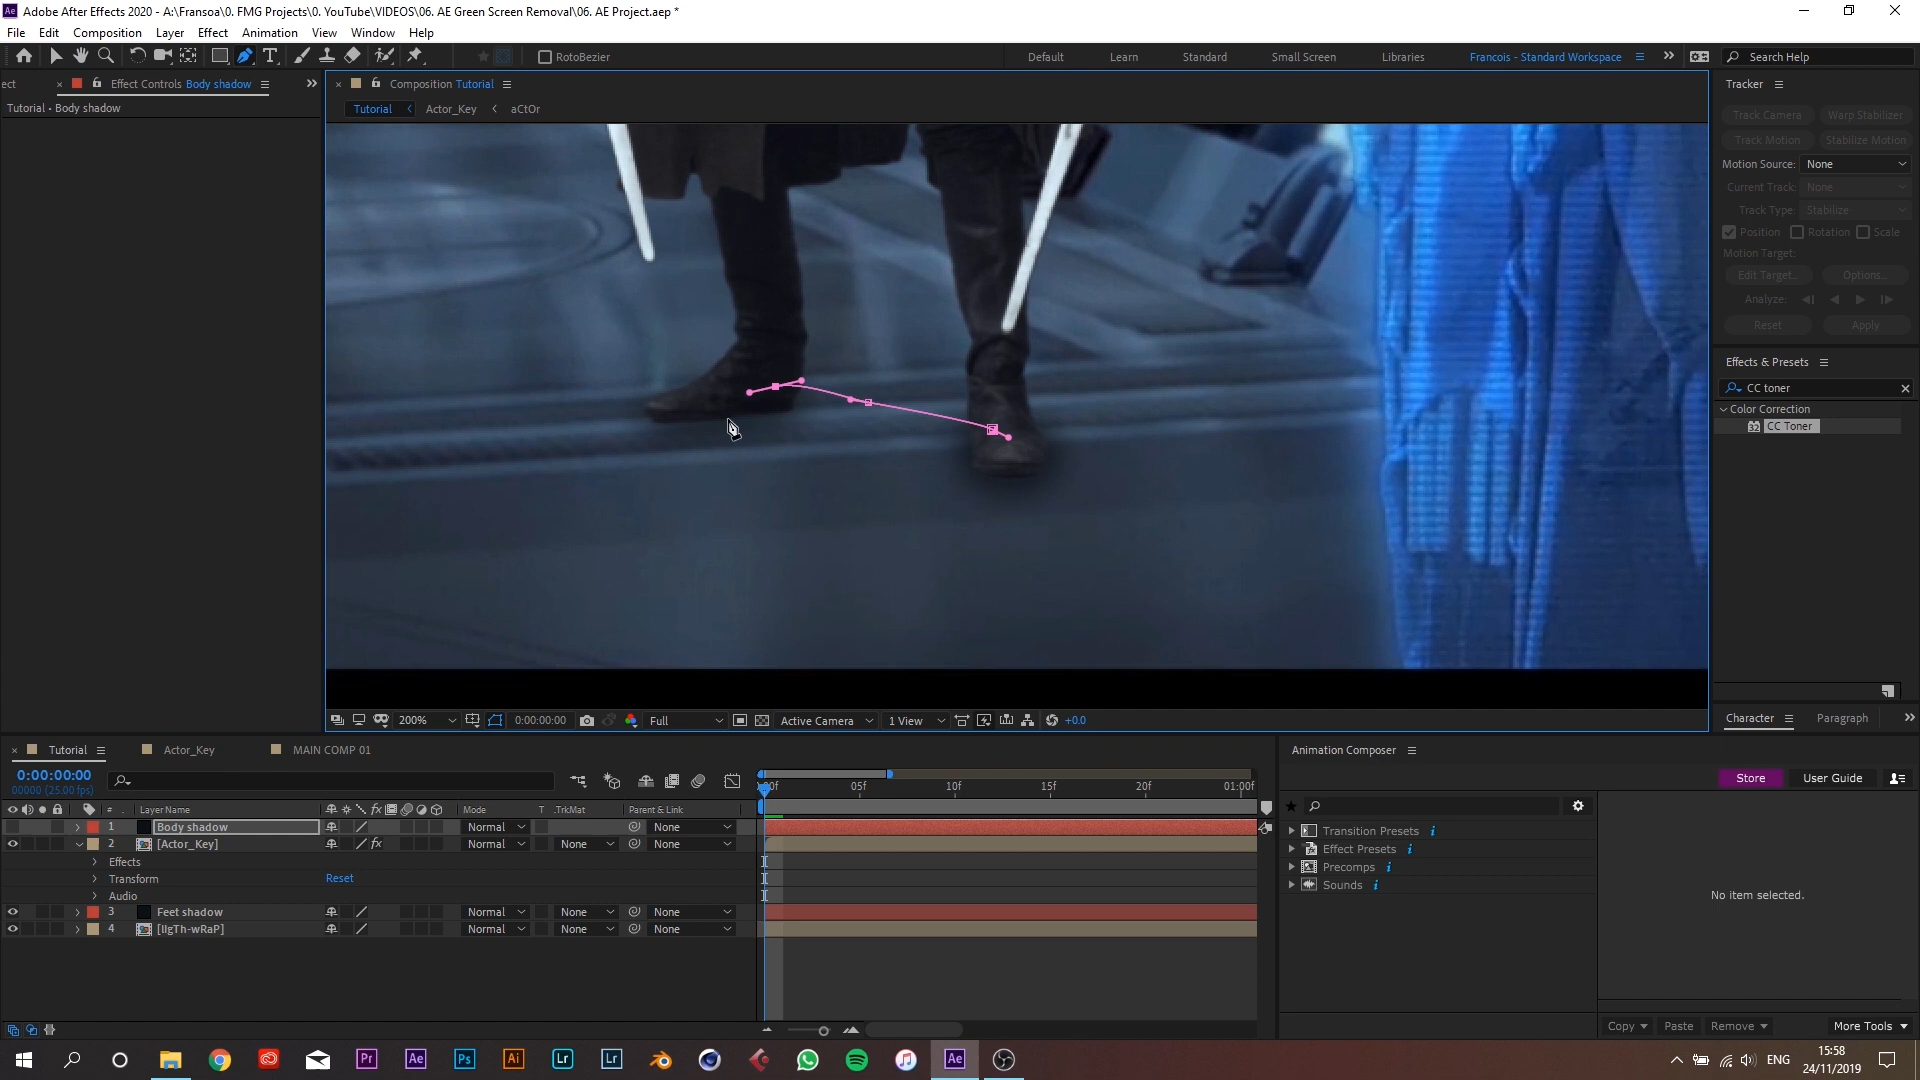 Adobe After Effects 2020 - A:\Fransoa\0. FMG Projects\0. YouTube\VIDEOS\06. AE Green Screen Removal\06. AE Project.aep *
File Edit Composition Layer Effect Animation View Window Help
RotoBezier Default Learn Standard Small Screen Libraries Francois - Standard Workspace Search Help
ect Effect Controls Body shadow
Composition Tutorial
Tracker
Tutorial • Body shadow
Tutorial Actor_Key aCtOr
Track Camera Warp Stabilizer
Track Motion Stabilize Motion
Motion Source: None
Current Track: None
Track Type: Stabilize
Position Rotation Scale
Motion Target:
Edit Target... Options...
Analyze:
Reset Apply
Effects & Presets
CC toner
Color Correction
32 CC Toner
Character Paragraph
200% 0:00:00:00 Full Active Camera 1 View +0.0
Tutorial Actor_Key MAIN COMP 01
Animation Composer
0:00:00:00
00000 (25.00 fps)
05f 10f 15f 20f 01:00f
Store User Guide
# Layer Name Mode T .TrkMat Parent & Link
1 Body shadow Normal None
2 [Actor_Key] Normal None None
Effects
Transform Reset
Audio
3 Feet shadow Normal None None
4 [lIgTh-wRaP] Normal None None
Transition Presets
Effect Presets
Precomps
Sounds
No item selected.
Copy Paste Remove More Tools
ENG
15:58
24/11/2019